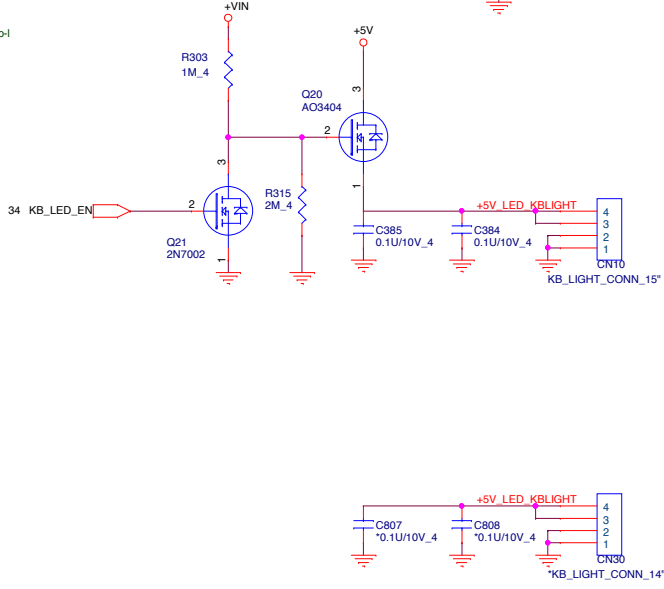 +VIN
+5V
R303
1M_4
Q20
AO3404
3
2
3
R315
2M_4
1
34 KB_LED_EN
2
Q21
2N7002
1
+5V_LED_KBLIGHT
C385
0.1U/10V_4
C384
0.1U/10V_4
4
3
2
1
CN10
KB_LIGHT_CONN_15"
+5V_LED_KBLIGHT
C807
*0.1U/10V_4
C808
*0.1U/10V_4
4
3
2
1
CN30
*KB_LIGHT_CONN_14"